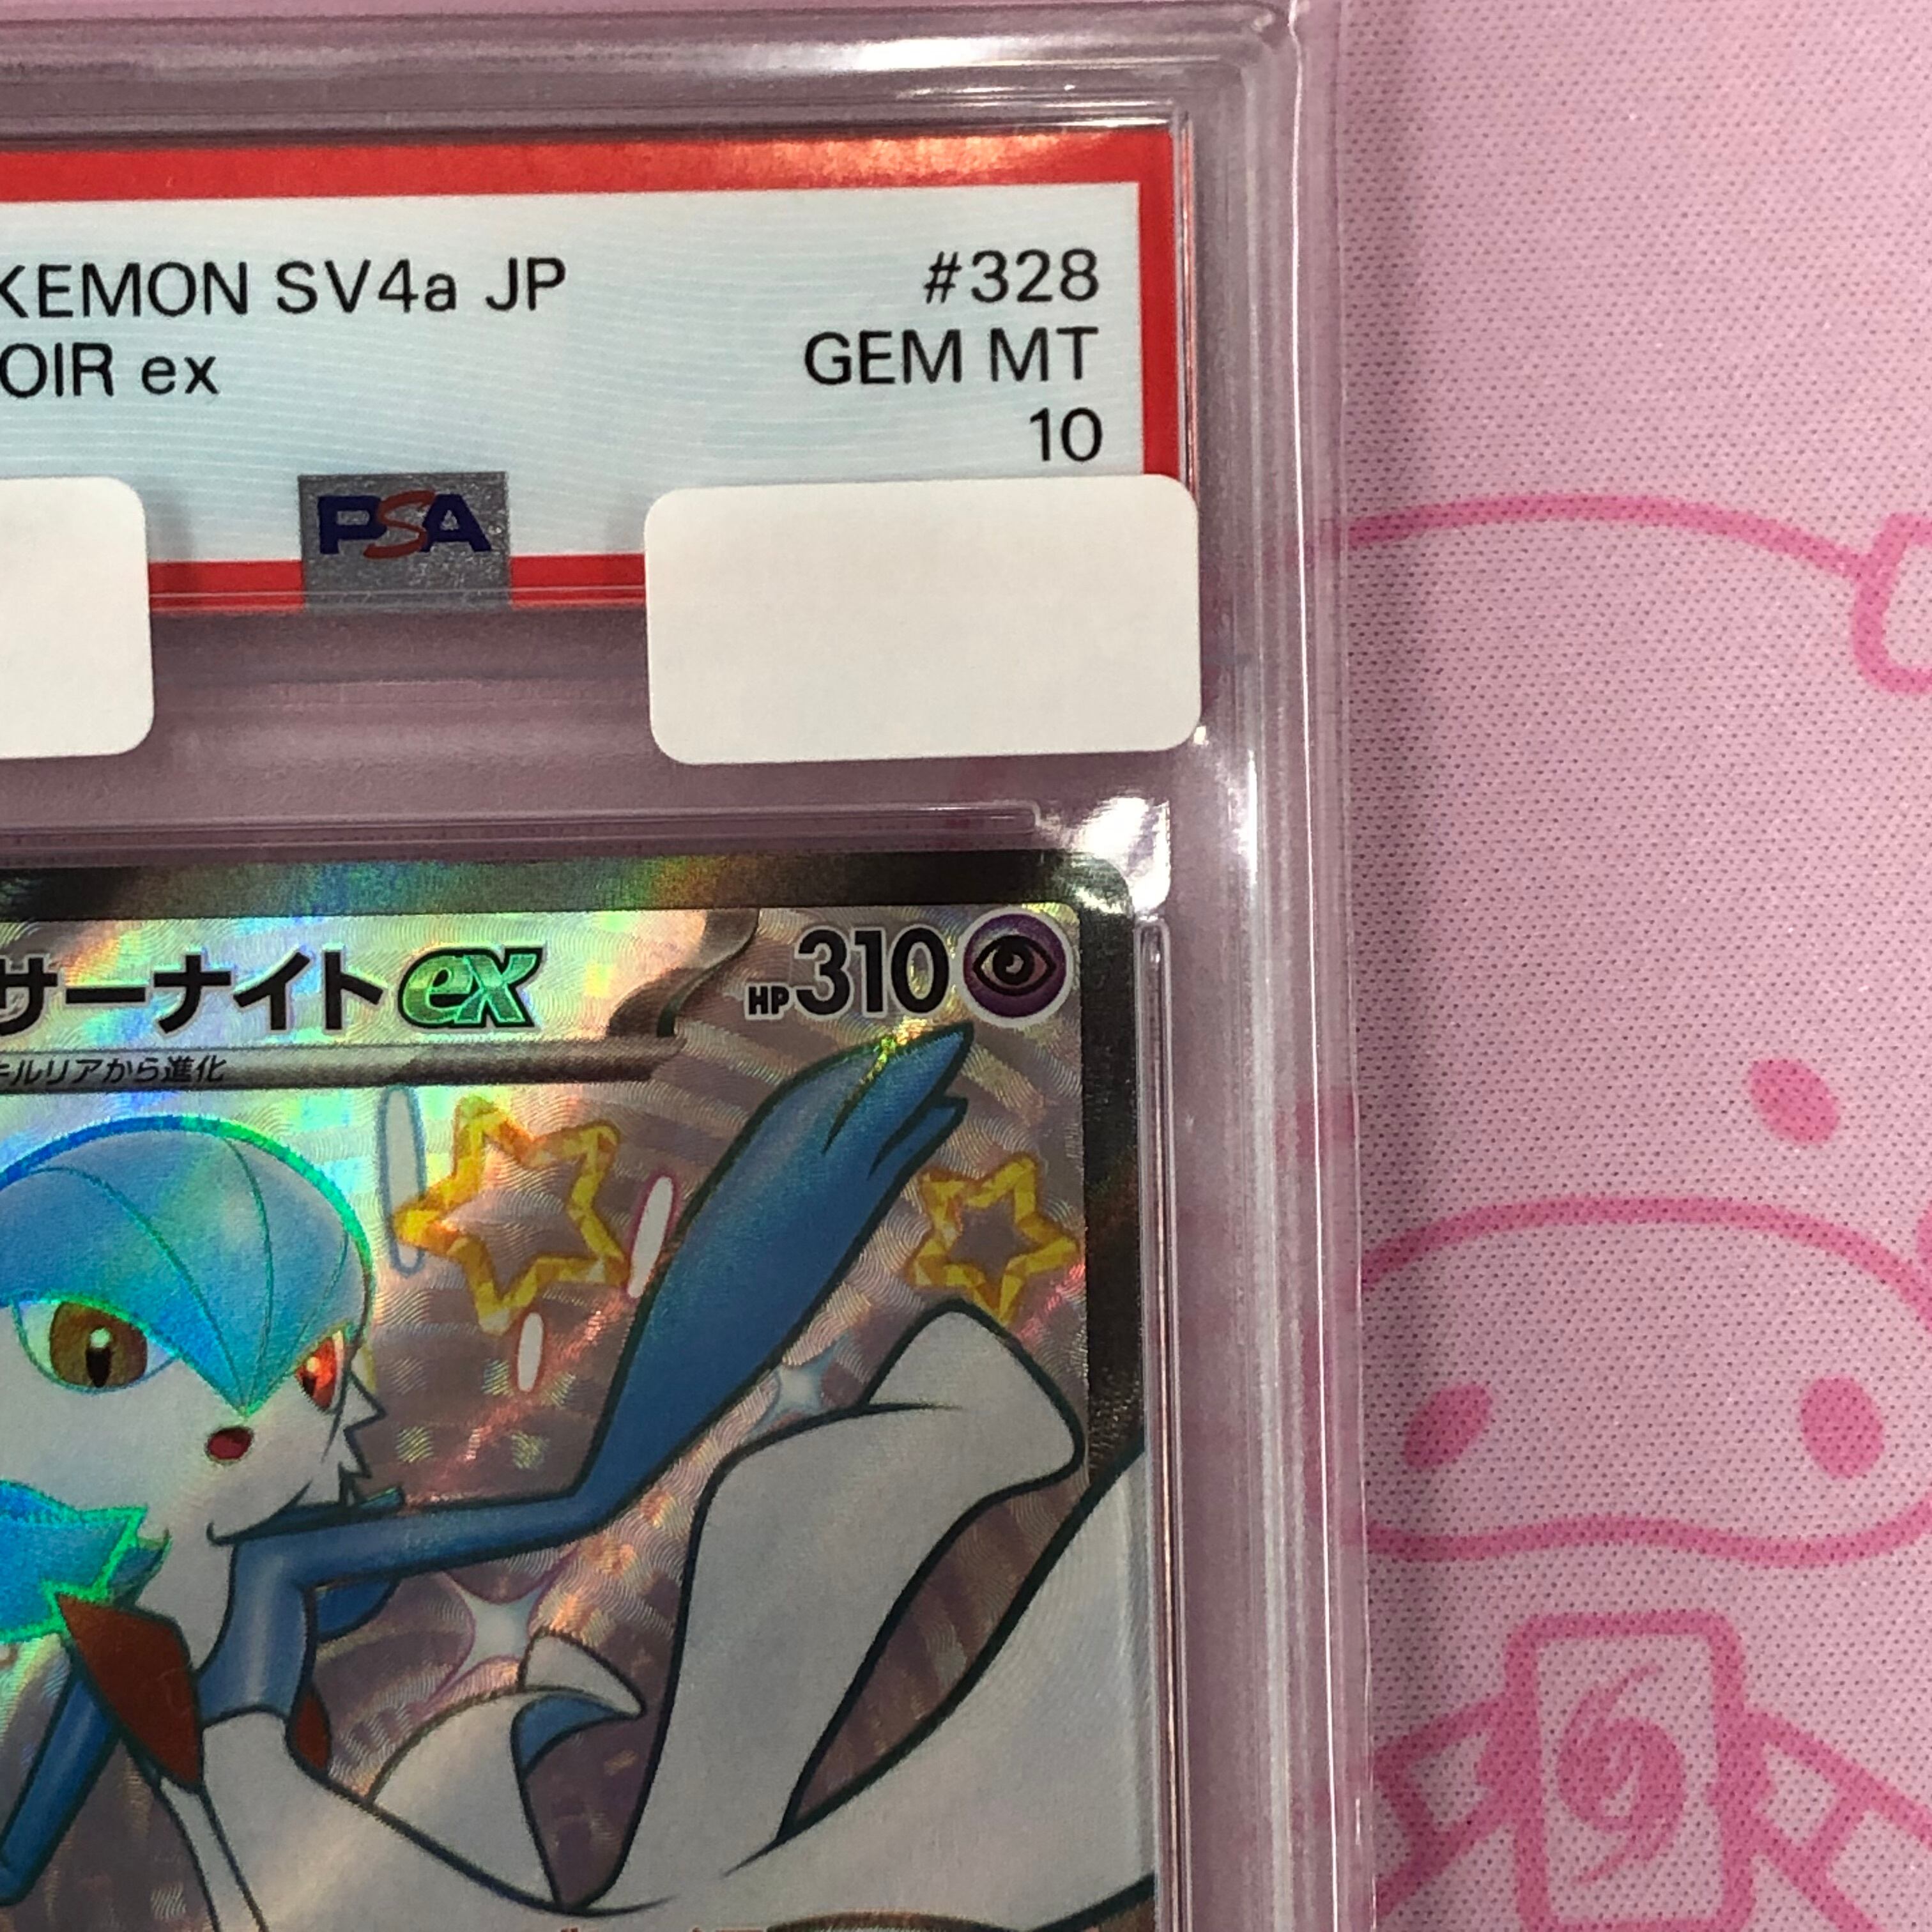 KEMON SV4a JP #328
OIR ex GEM MT
10
PSA
サーナイトex HP310
キルリアから進化